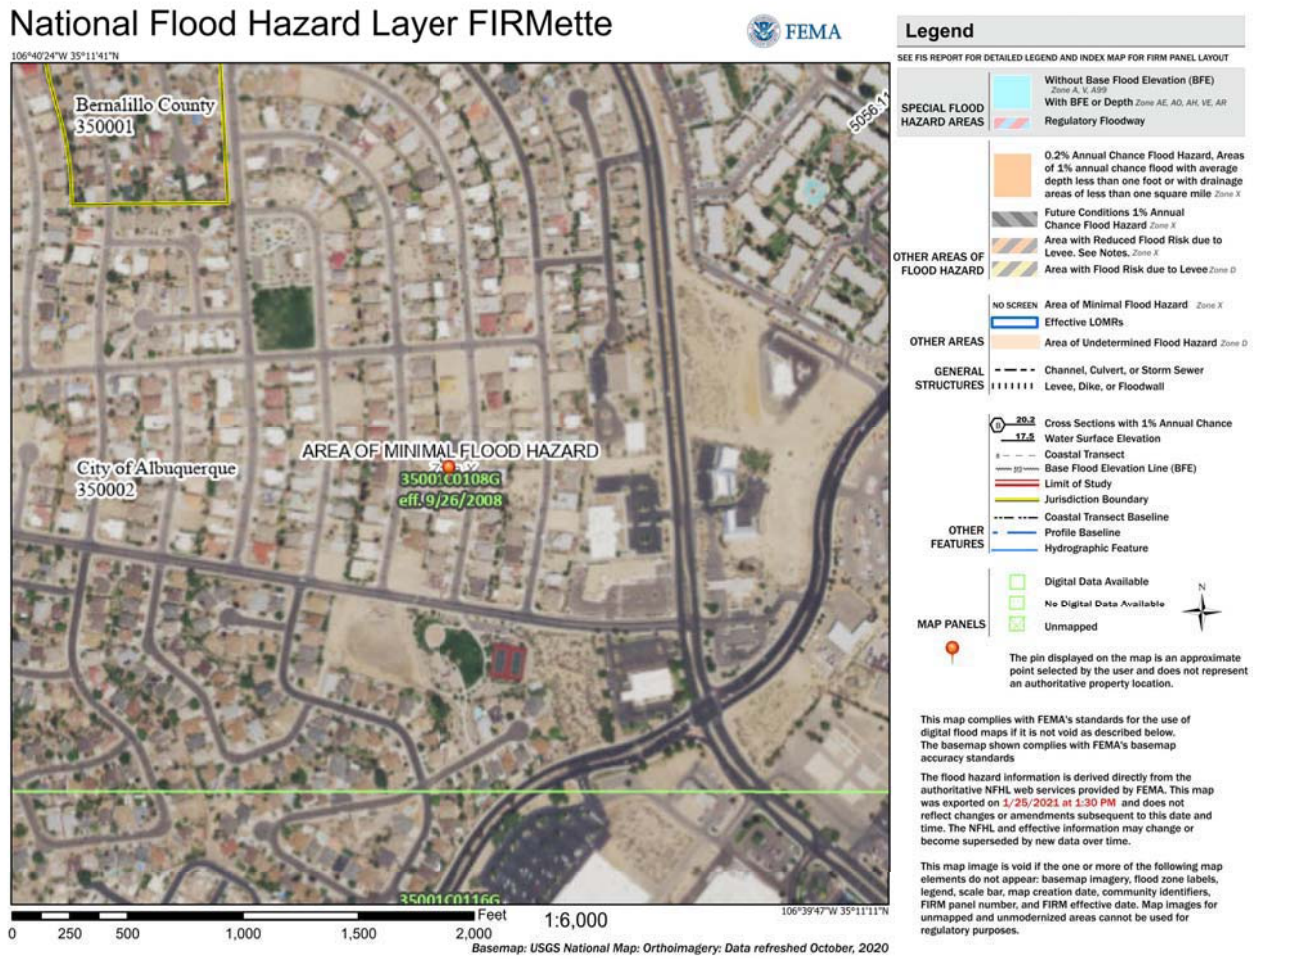 National Flood Hazard Layer FIRMette
FEMA
106°40'24"W 35°11'41"N
Bernalillo County
350001
5056.11
AREA OF MINIMAL FLOOD HAZARD
City of Albuquerque
350002
35001C0108G
eff. 9/26/2008
35001C0116G
106°39'47"W 35°11'11"N
Feet
1:6,000
0 250 500 1,000 1,500 2,000
Basemap: USGS National Map: Orthoimagery: Data refreshed October, 2020
Legend
SEE FIS REPORT FOR DETAILED LEGEND AND INDEX MAP FOR FIRM PANEL LAYOUT
SPECIAL FLOOD
HAZARD AREAS
Without Base Flood Elevation (BFE)
Zone A, V, A99
With BFE or Depth Zone AE, AO, AH, VE, AR
Regulatory Floodway
0.2% Annual Chance Flood Hazard, Areas
of 1% annual chance flood with average
depth less than one foot or with drainage
areas of less than one square mile Zone X
Future Conditions 1% Annual
Chance Flood Hazard Zone X
Area with Reduced Flood Risk due to
Levee. See Notes. Zone X
Area with Flood Risk due to Levee Zone D
OTHER AREAS OF
FLOOD HAZARD
NO SCREEN Area of Minimal Flood Hazard Zone X
Effective LOMRs
OTHER AREAS
Area of Undetermined Flood Hazard Zone D
GENERAL
STRUCTURES
Channel, Culvert, or Storm Sewer
Levee, Dike, or Floodwall
B 20.2 Cross Sections with 1% Annual Chance
17.5 Water Surface Elevation
8 Coastal Transect
513 Base Flood Elevation Line (BFE)
Limit of Study
Jurisdiction Boundary
Coastal Transect Baseline
OTHER
FEATURES
Profile Baseline
Hydrographic Feature
Digital Data Available
No Digital Data Available
Unmapped
MAP PANELS
N
The pin displayed on the map is an approximate
point selected by the user and does not represent
an authoritative property location.
This map complies with FEMA's standards for the use of
digital flood maps if it is not void as described below.
The basemap shown complies with FEMA's basemap
accuracy standards
The flood hazard information is derived directly from the
authoritative NFHL web services provided by FEMA. This map
was exported on 1/25/2021 at 1:30 PM and does not
reflect changes or amendments subsequent to this date and
time. The NFHL and effective information may change or
become superseded by new data over time.
This map image is void if the one or more of the following map
elements do not appear: basemap imagery, flood zone labels,
legend, scale bar, map creation date, community identifiers,
FIRM panel number, and FIRM effective date. Map images for
unmapped and unmodernized areas cannot be used for
regulatory purposes.